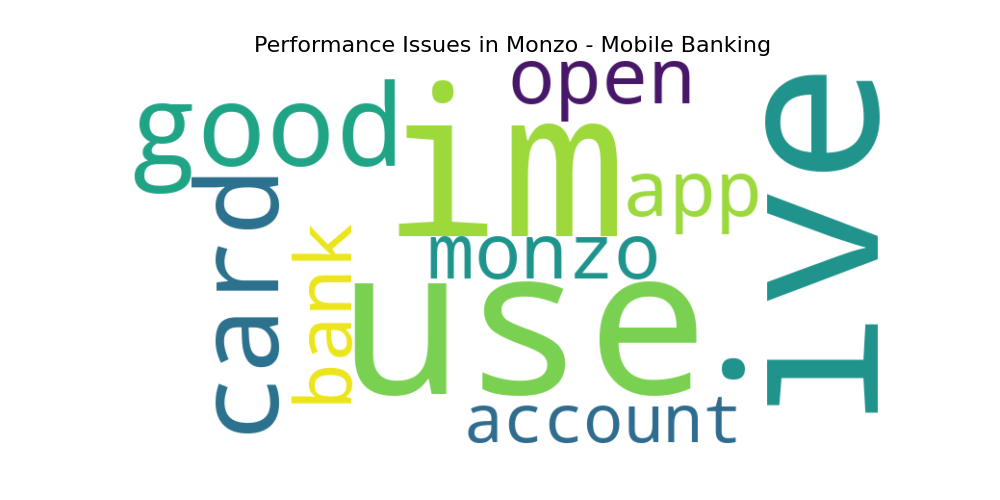 Performance Issues in Monzo - Mobile Banking
open
good
im
ive
app
card
monzo
bank
use
account